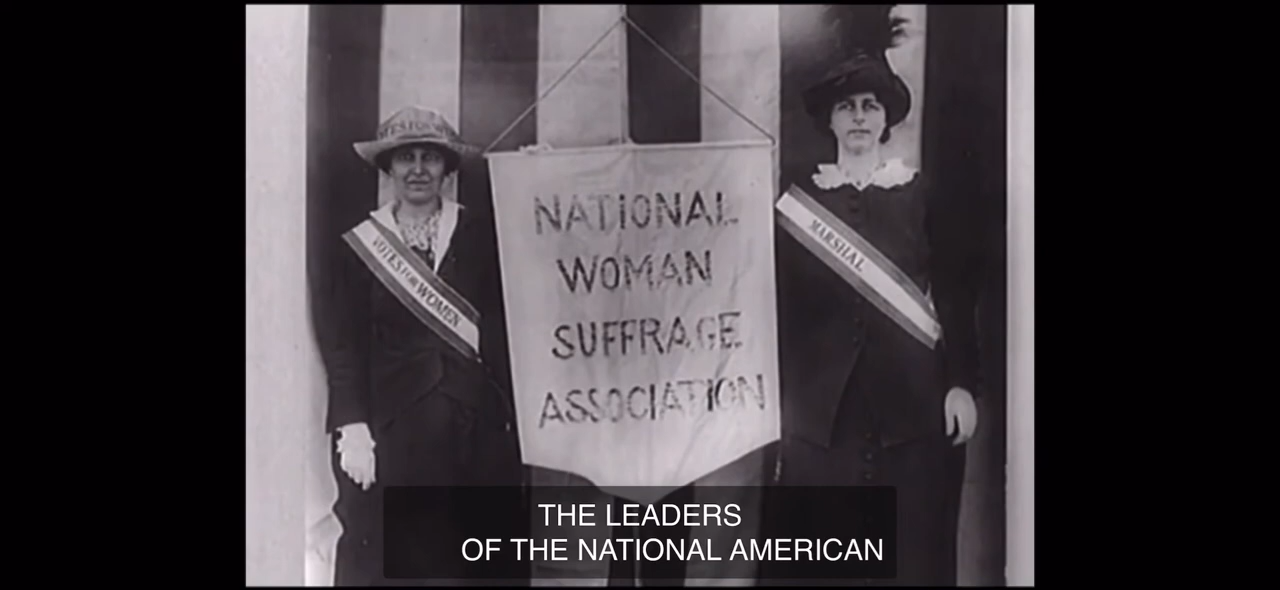 VOTES FOR WOMEN
MARSHAL
NATIONAL
WOMAN
SUFFRAGE
ASSOCIATION
THE LEADERS
OF THE NATIONAL AMERICAN